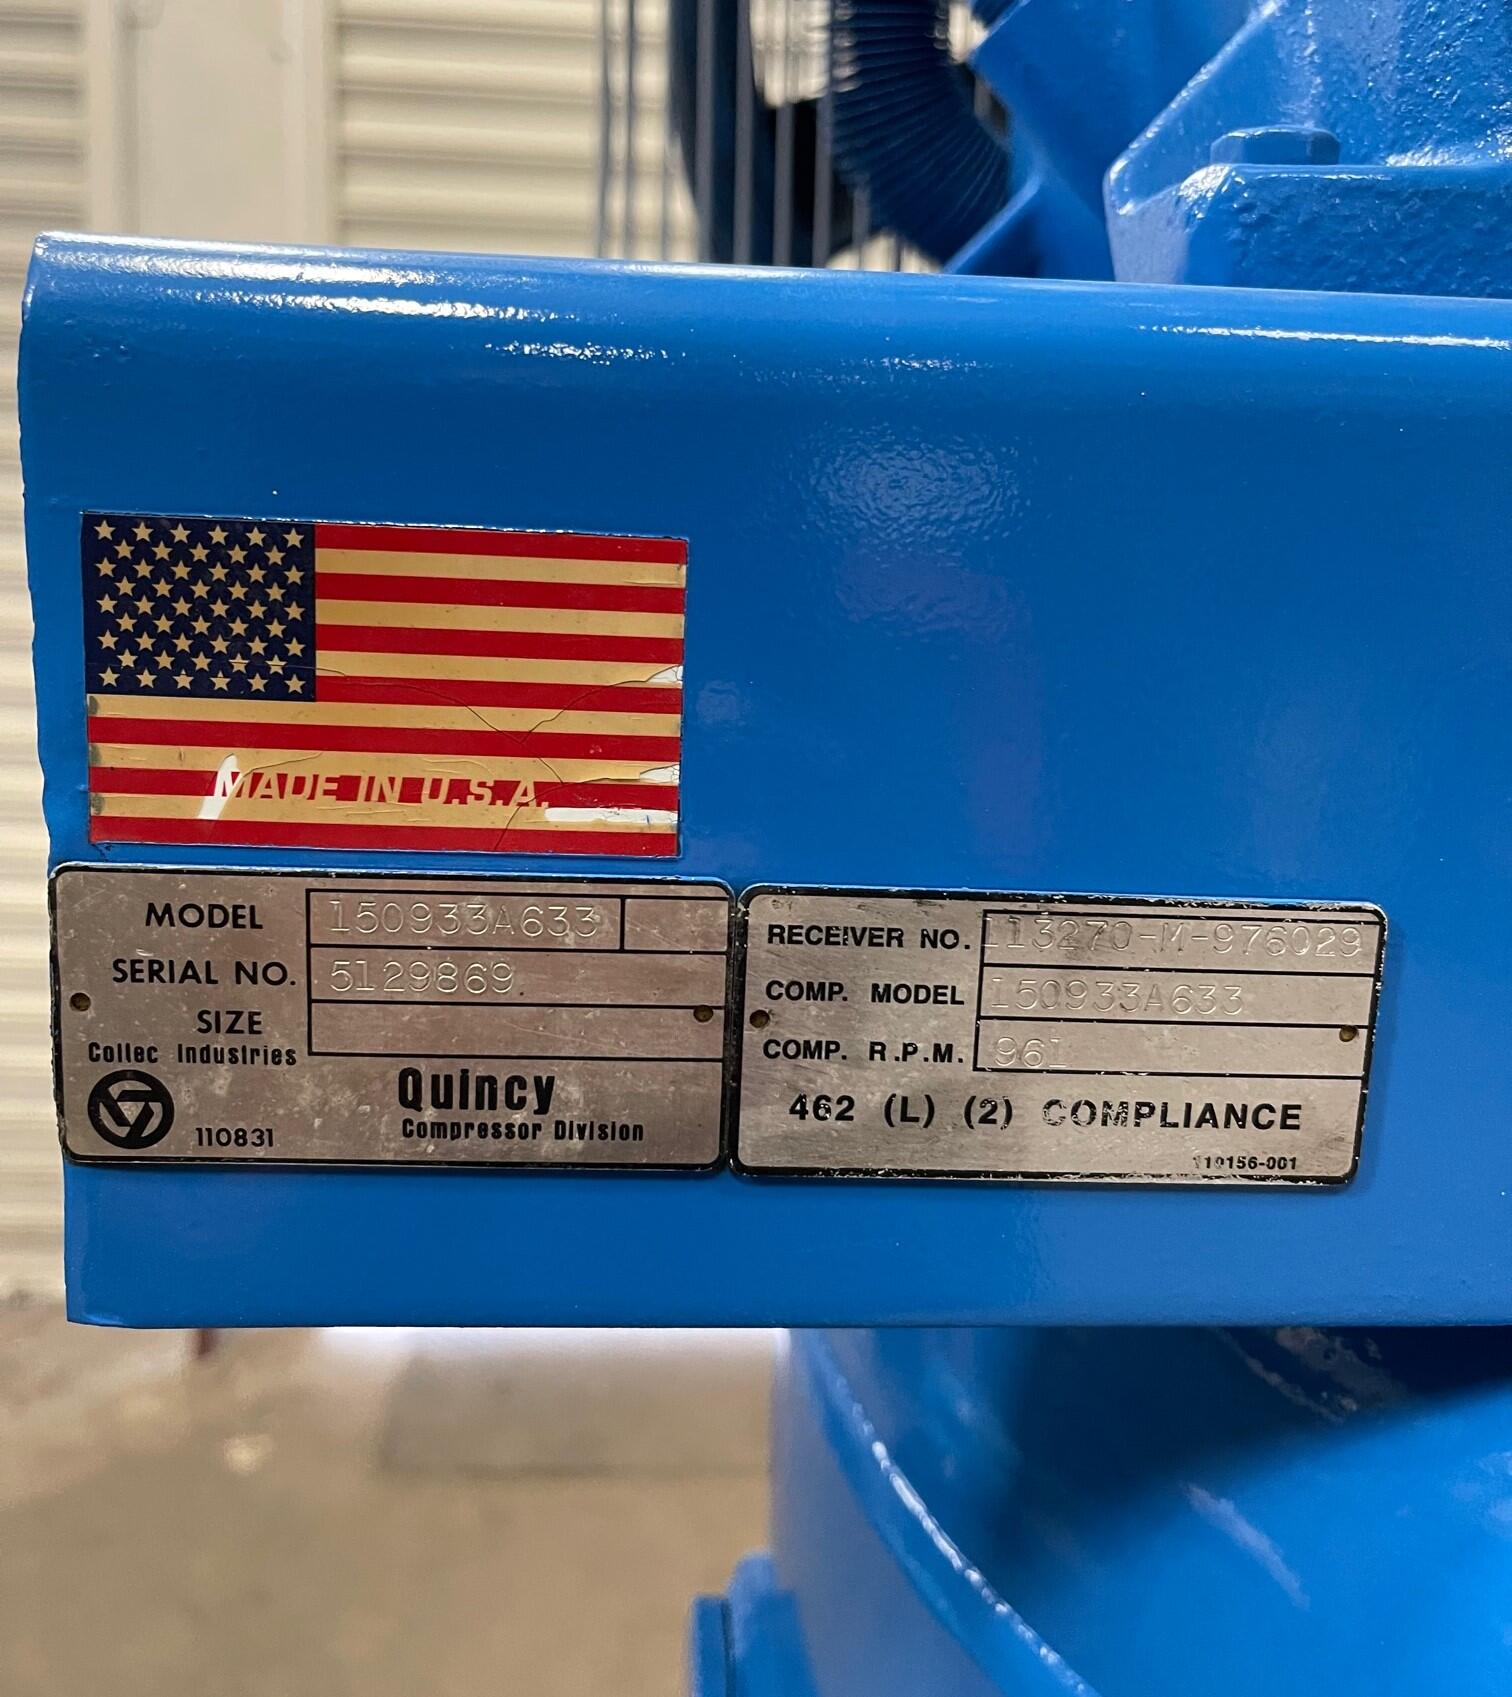 MADE IN U.S.A.
MODEL 150933A633
SERIAL NO. 5129869
SIZE
Coltec Industries
Quincy
Compressor Division
110831
RECEIVER NO. 113270-M-976029
COMP. MODEL 150933A633
COMP. R.P.M. 961
462 (L) (2) COMPLIANCE
110156-001